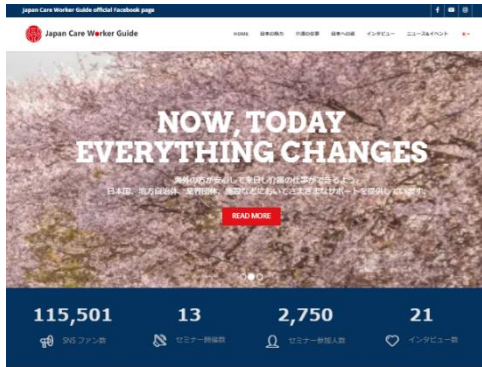 Japan Care Worker Guide official Facebook page
Japan Care Worker Guide
HOME 日本の魅力 介護の仕事 日本への道 インタビュー ニュース&イベント
NOW, TODAY
EVERYTHING CHANGES
海外の方が安心して来日し介護の仕事ができるよう、
日本国、地方自治体、業界団体、施設などにおいてさまざまなサポートを提供しています。
READ MORE
115,501 13 2,750 21
SNS ファン数 セミナー開催数 セミナー参加人数 インタビュー数